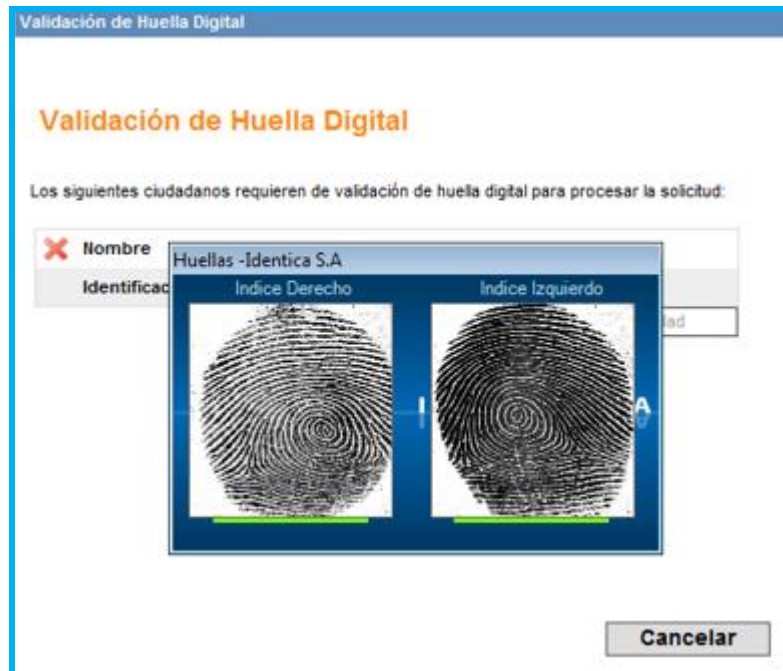 Validación de Huella Digital
Validación de Huella Digital
Los siguientes ciudadanos requieren de validación de huella digital para procesar la solicitud:
Nombre
Huellas -Identica S.A
Indice Derecho Indice Izquierdo
I A
Cancelar